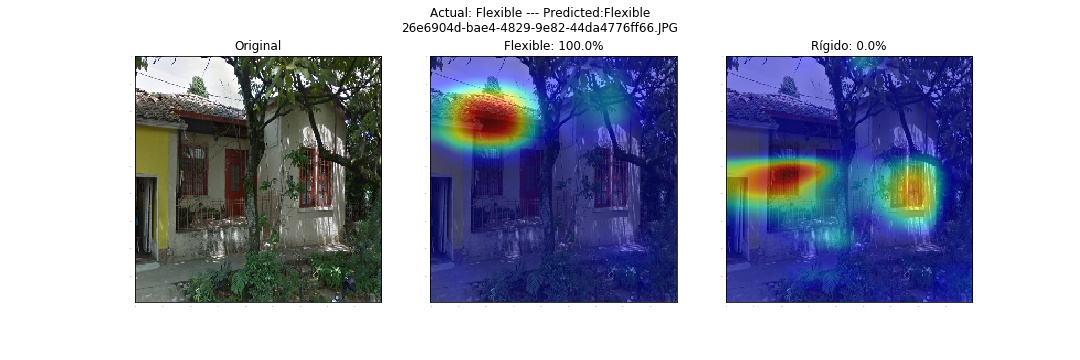 Actual: Flexible --- Predicted:Flexible
26e6904d-bae4-4829-9e82-44da4776ff66.JPG
Original
Flexible: 100.0%
Rígido: 0.0%